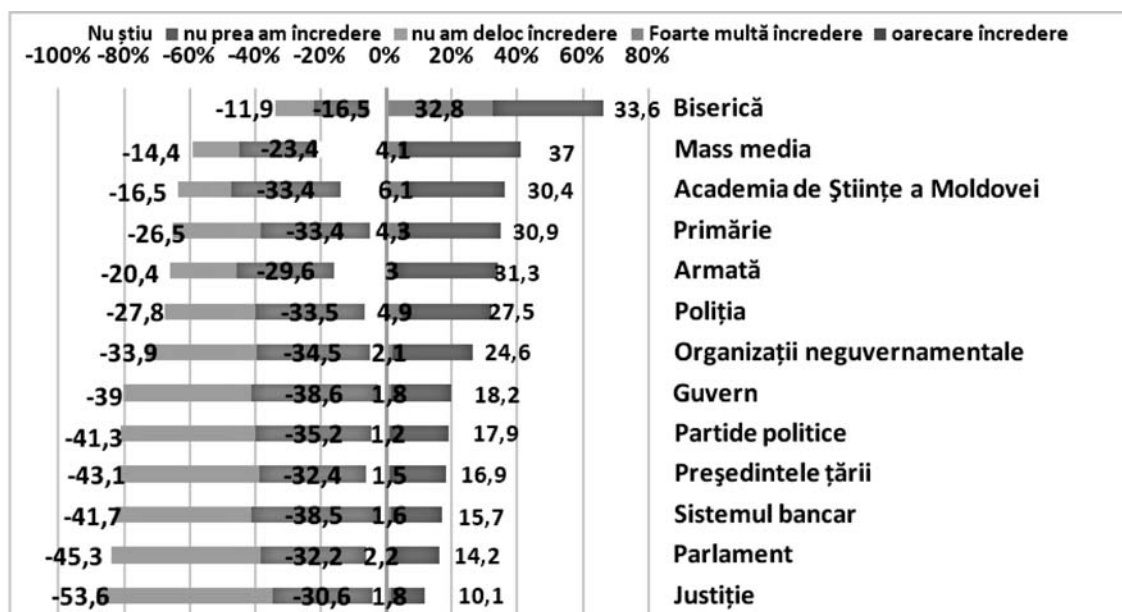 Nu știu nu prea am încredere nu am deloc încredere Foarte multă încredere oarecare încredere
-100% -80% -60% -40% -20% 0% 20% 40% 60% 80%
-11,9 -16,5 32,8 33,6 Biserică
-14,4 -23,4 4,1 37 Mass media
-16,5 -33,4 6,1 30,4 Academia de Ştiințe a Moldovei
-26,5 -33,4 4,3 30,9 Primărie
-20,4 -29,6 3 31,3 Armată
-27,8 -33,5 4,9 27,5 Poliția
-33,9 -34,5 2,1 24,6 Organizații neguvernamentale
-39 -38,6 1,8 18,2 Guvern
-41,3 -35,2 1,2 17,9 Partide politice
-43,1 -32,4 1,5 16,9 Preşedintele țării
-41,7 -38,5 1,6 15,7 Sistemul bancar
-45,3 -32,2 2,2 14,2 Parlament
-53,6 -30,6 1,8 10,1 Justiție